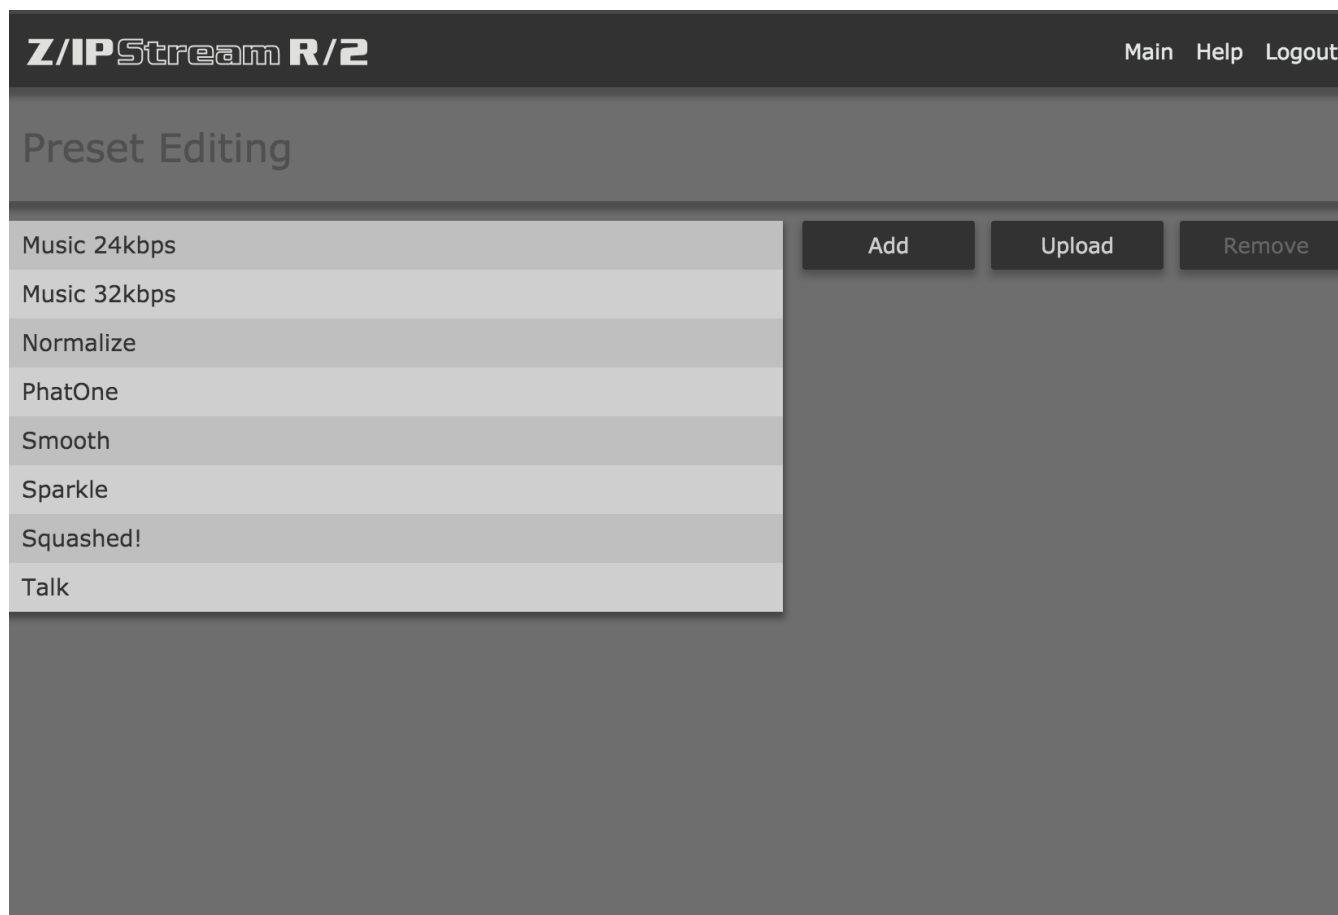 Z/IPStream R/2
Main Help Logout
Preset Editing
Music 24kbps
Add Upload Remove
Music 32kbps
Normalize
PhatOne
Smooth
Sparkle
Squashed!
Talk